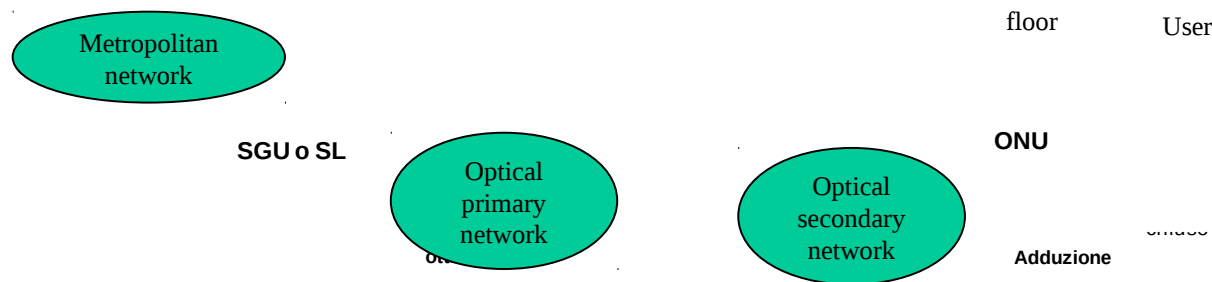 floor
User
Metropolitan
network
SGU o SL
ONU
Optical
primary
network
Optical
secondary
network
Adduzione